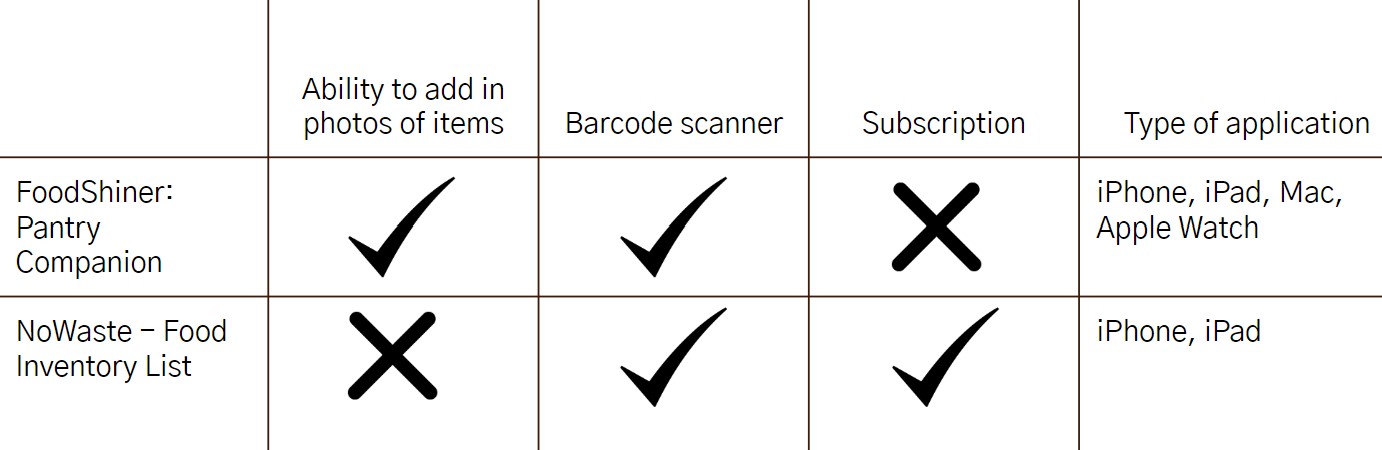 Ability to add in
photos of items
Barcode scanner
Subscription
Type of application
FoodShiner:
Pantry
Companion
iPhone, iPad, Mac,
Apple Watch
NoWaste – Food
Inventory List
iPhone, iPad